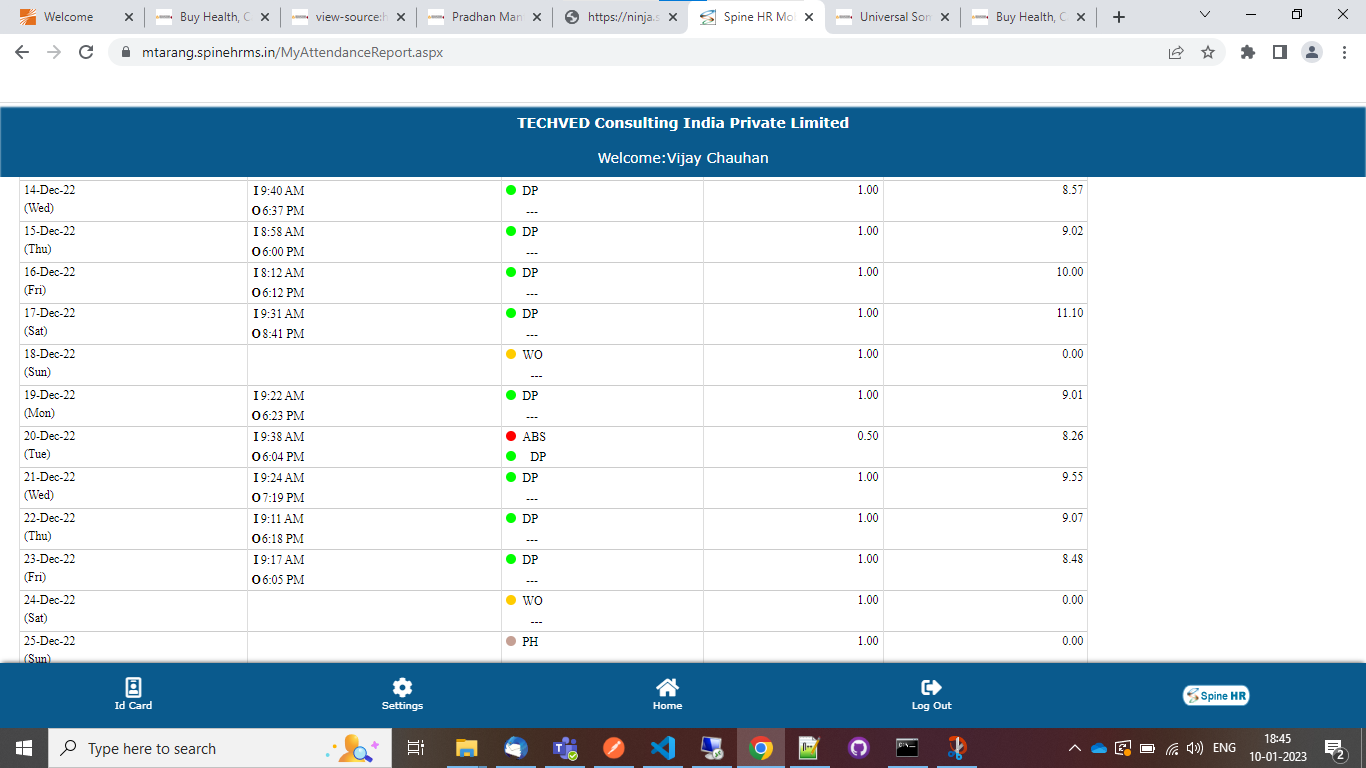 Welcome
Buy Health, C
view-source:h
Pradhan Man
https://ninja.s
Spine HR Mo
Universal Son
Buy Health, C
mtarang.spinehrms.in/MyAttendanceReport.aspx
TECHVED Consulting India Private Limited
Welcome:Vijay Chauhan
14-Dec-22 I 9:40 AM DP 1.00 8.57
(Wed) O 6:37 PM ---
15-Dec-22 I 8:58 AM DP 1.00 9.02
(Thu) O 6:00 PM ---
16-Dec-22 I 8:12 AM DP 1.00 10.00
(Fri) O 6:12 PM ---
17-Dec-22 I 9:31 AM DP 1.00 11.10
(Sat) O 8:41 PM ---
18-Dec-22 WO 1.00 0.00
(Sun) ---
19-Dec-22 I 9:22 AM DP 1.00 9.01
(Mon) O 6:23 PM ---
20-Dec-22 I 9:38 AM ABS 0.50 8.26
(Tue) O 6:04 PM DP
21-Dec-22 I 9:24 AM DP 1.00 9.55
(Wed) O 7:19 PM ---
22-Dec-22 I 9:11 AM DP 1.00 9.07
(Thu) O 6:18 PM ---
23-Dec-22 I 9:17 AM DP 1.00 8.48
(Fri) O 6:05 PM ---
24-Dec-22 WO 1.00 0.00
(Sat) ---
25-Dec-22 PH 1.00 0.00
(Sun)
Id Card
Settings
Home
Log Out
Spine HR
Type here to search
ENG
18:45
10-01-2023
2